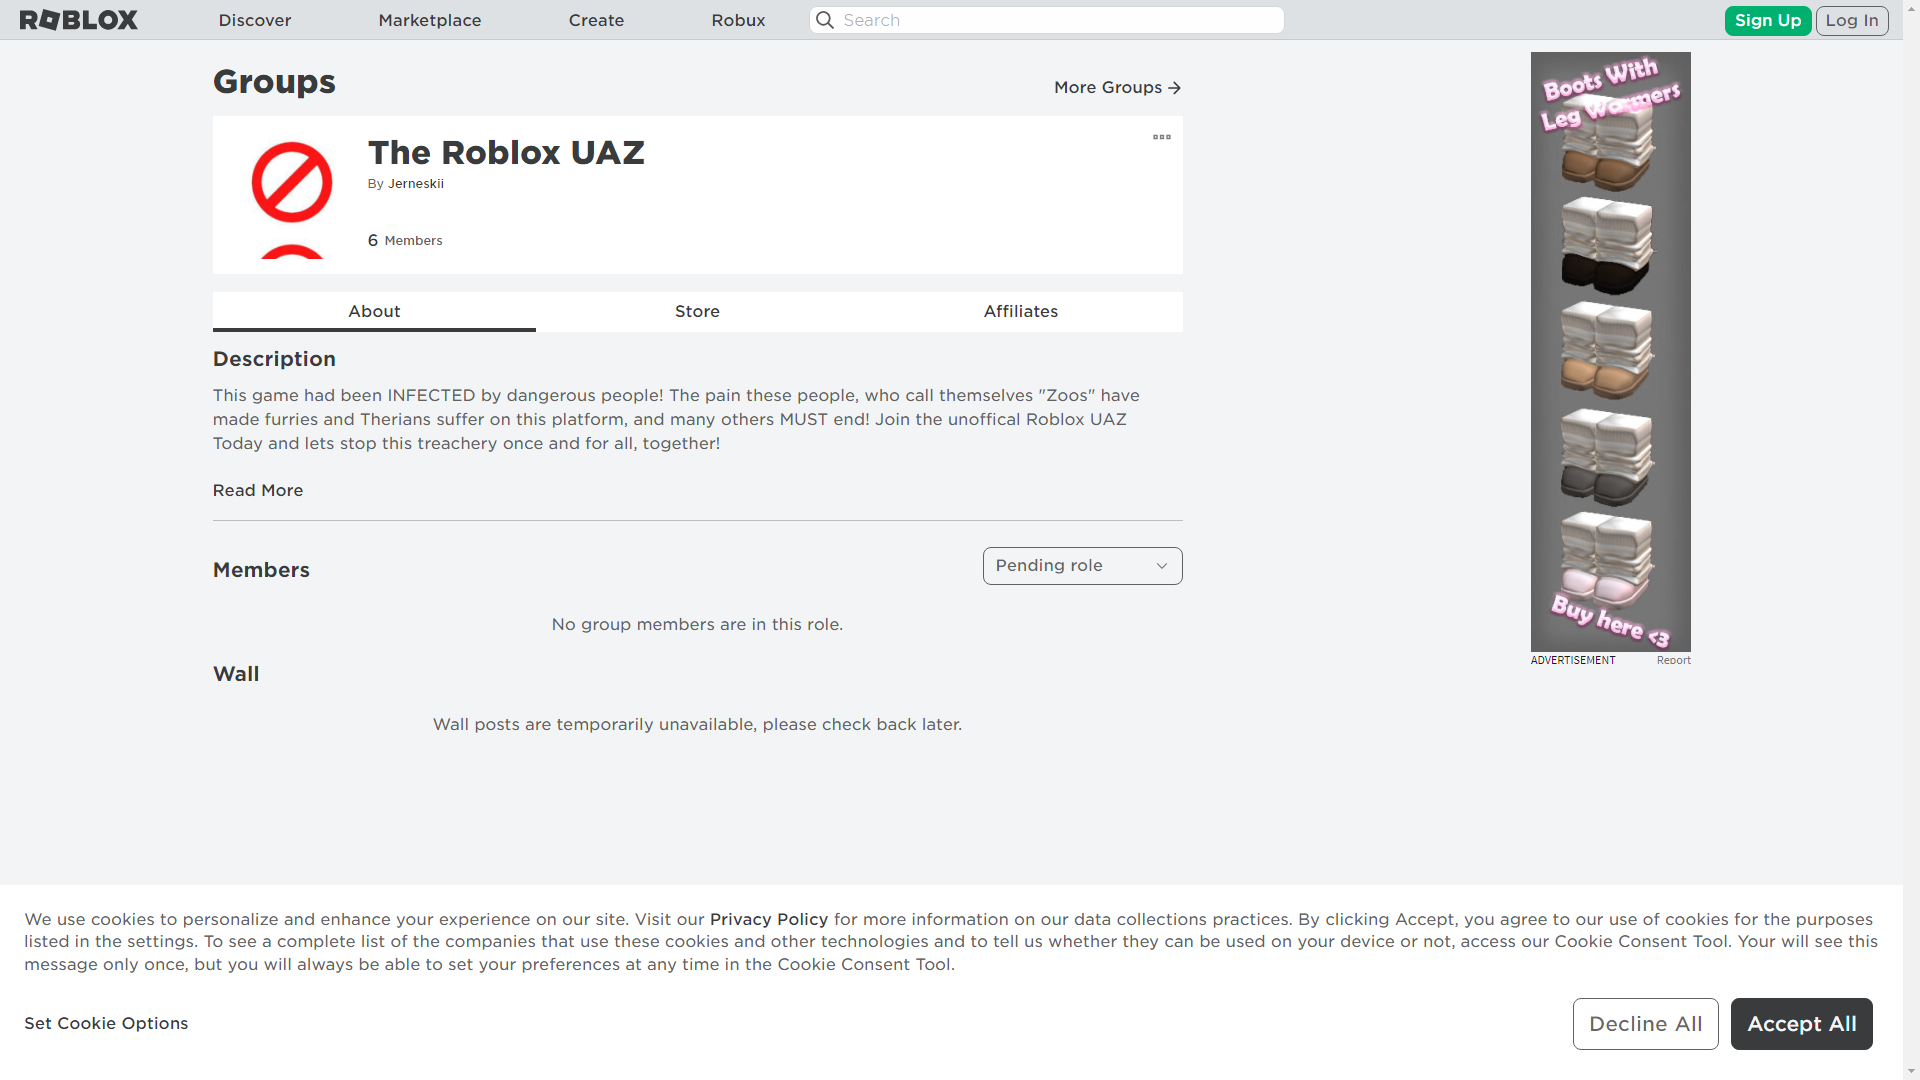 ROBLOX
Discover
Marketplace
Create
Robux
Search
Sign Up
Log In
Groups
More Groups
The Roblox UAZ
By Jerneskii
6 Members
About
Store
Affiliates
Description
This game had been INFECTED by dangerous people! The pain these people, who call themselves "Zoos" have
made furries and Therians suffer on this platform, and many others MUST end! Join the unoffical Roblox UAZ
Today and lets stop this treachery once and for all, together!
Read More
Members
Pending role
No group members are in this role.
Wall
Wall posts are temporarily unavailable, please check back later.
Boots With
Leg Warmers
Buy here <3
ADVERTISEMENT
Report
We use cookies to personalize and enhance your experience on our site. Visit our Privacy Policy for more information on our data collections practices. By clicking Accept, you agree to our use of cookies for the purposes
listed in the settings. To see a complete list of the companies that use these cookies and other technologies and to tell us whether they can be used on your device or not, access our Cookie Consent Tool. Your will see this
message only once, but you will always be able to set your preferences at any time in the Cookie Consent Tool.
Set Cookie Options
Decline All
Accept All